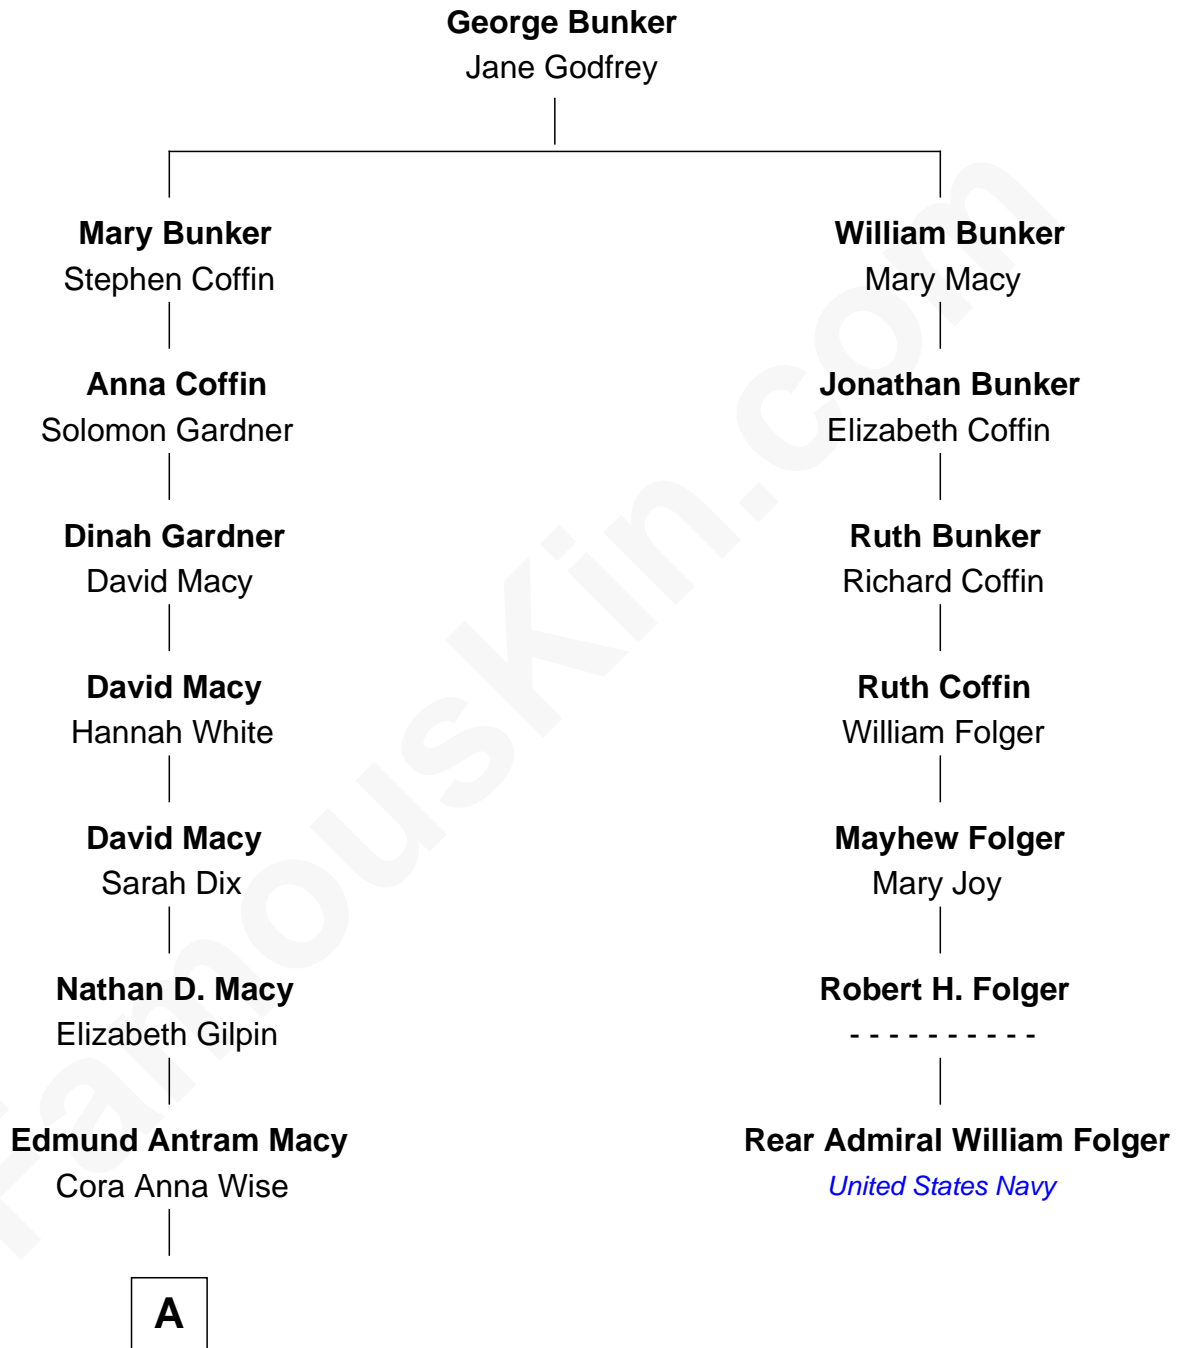 George Bunker
Jane Godfrey
Mary Bunker
Stephen Coffin
William Bunker
Mary Macy
Anna Coffin
Solomon Gardner
Jonathan Bunker
Elizabeth Coffin
Dinah Gardner
David Macy
Ruth Bunker
Richard Coffin
David Macy
Hannah White
Ruth Coffin
William Folger
David Macy
Sarah Dix
Mayhew Folger
Mary Joy
Nathan D. Macy
Elizabeth Gilpin
Robert H. Folger
- - - - - - - - - -
Edmund Antram Macy
Cora Anna Wise
Rear Admiral William Folger
United States Navy
A
FamousKin.com